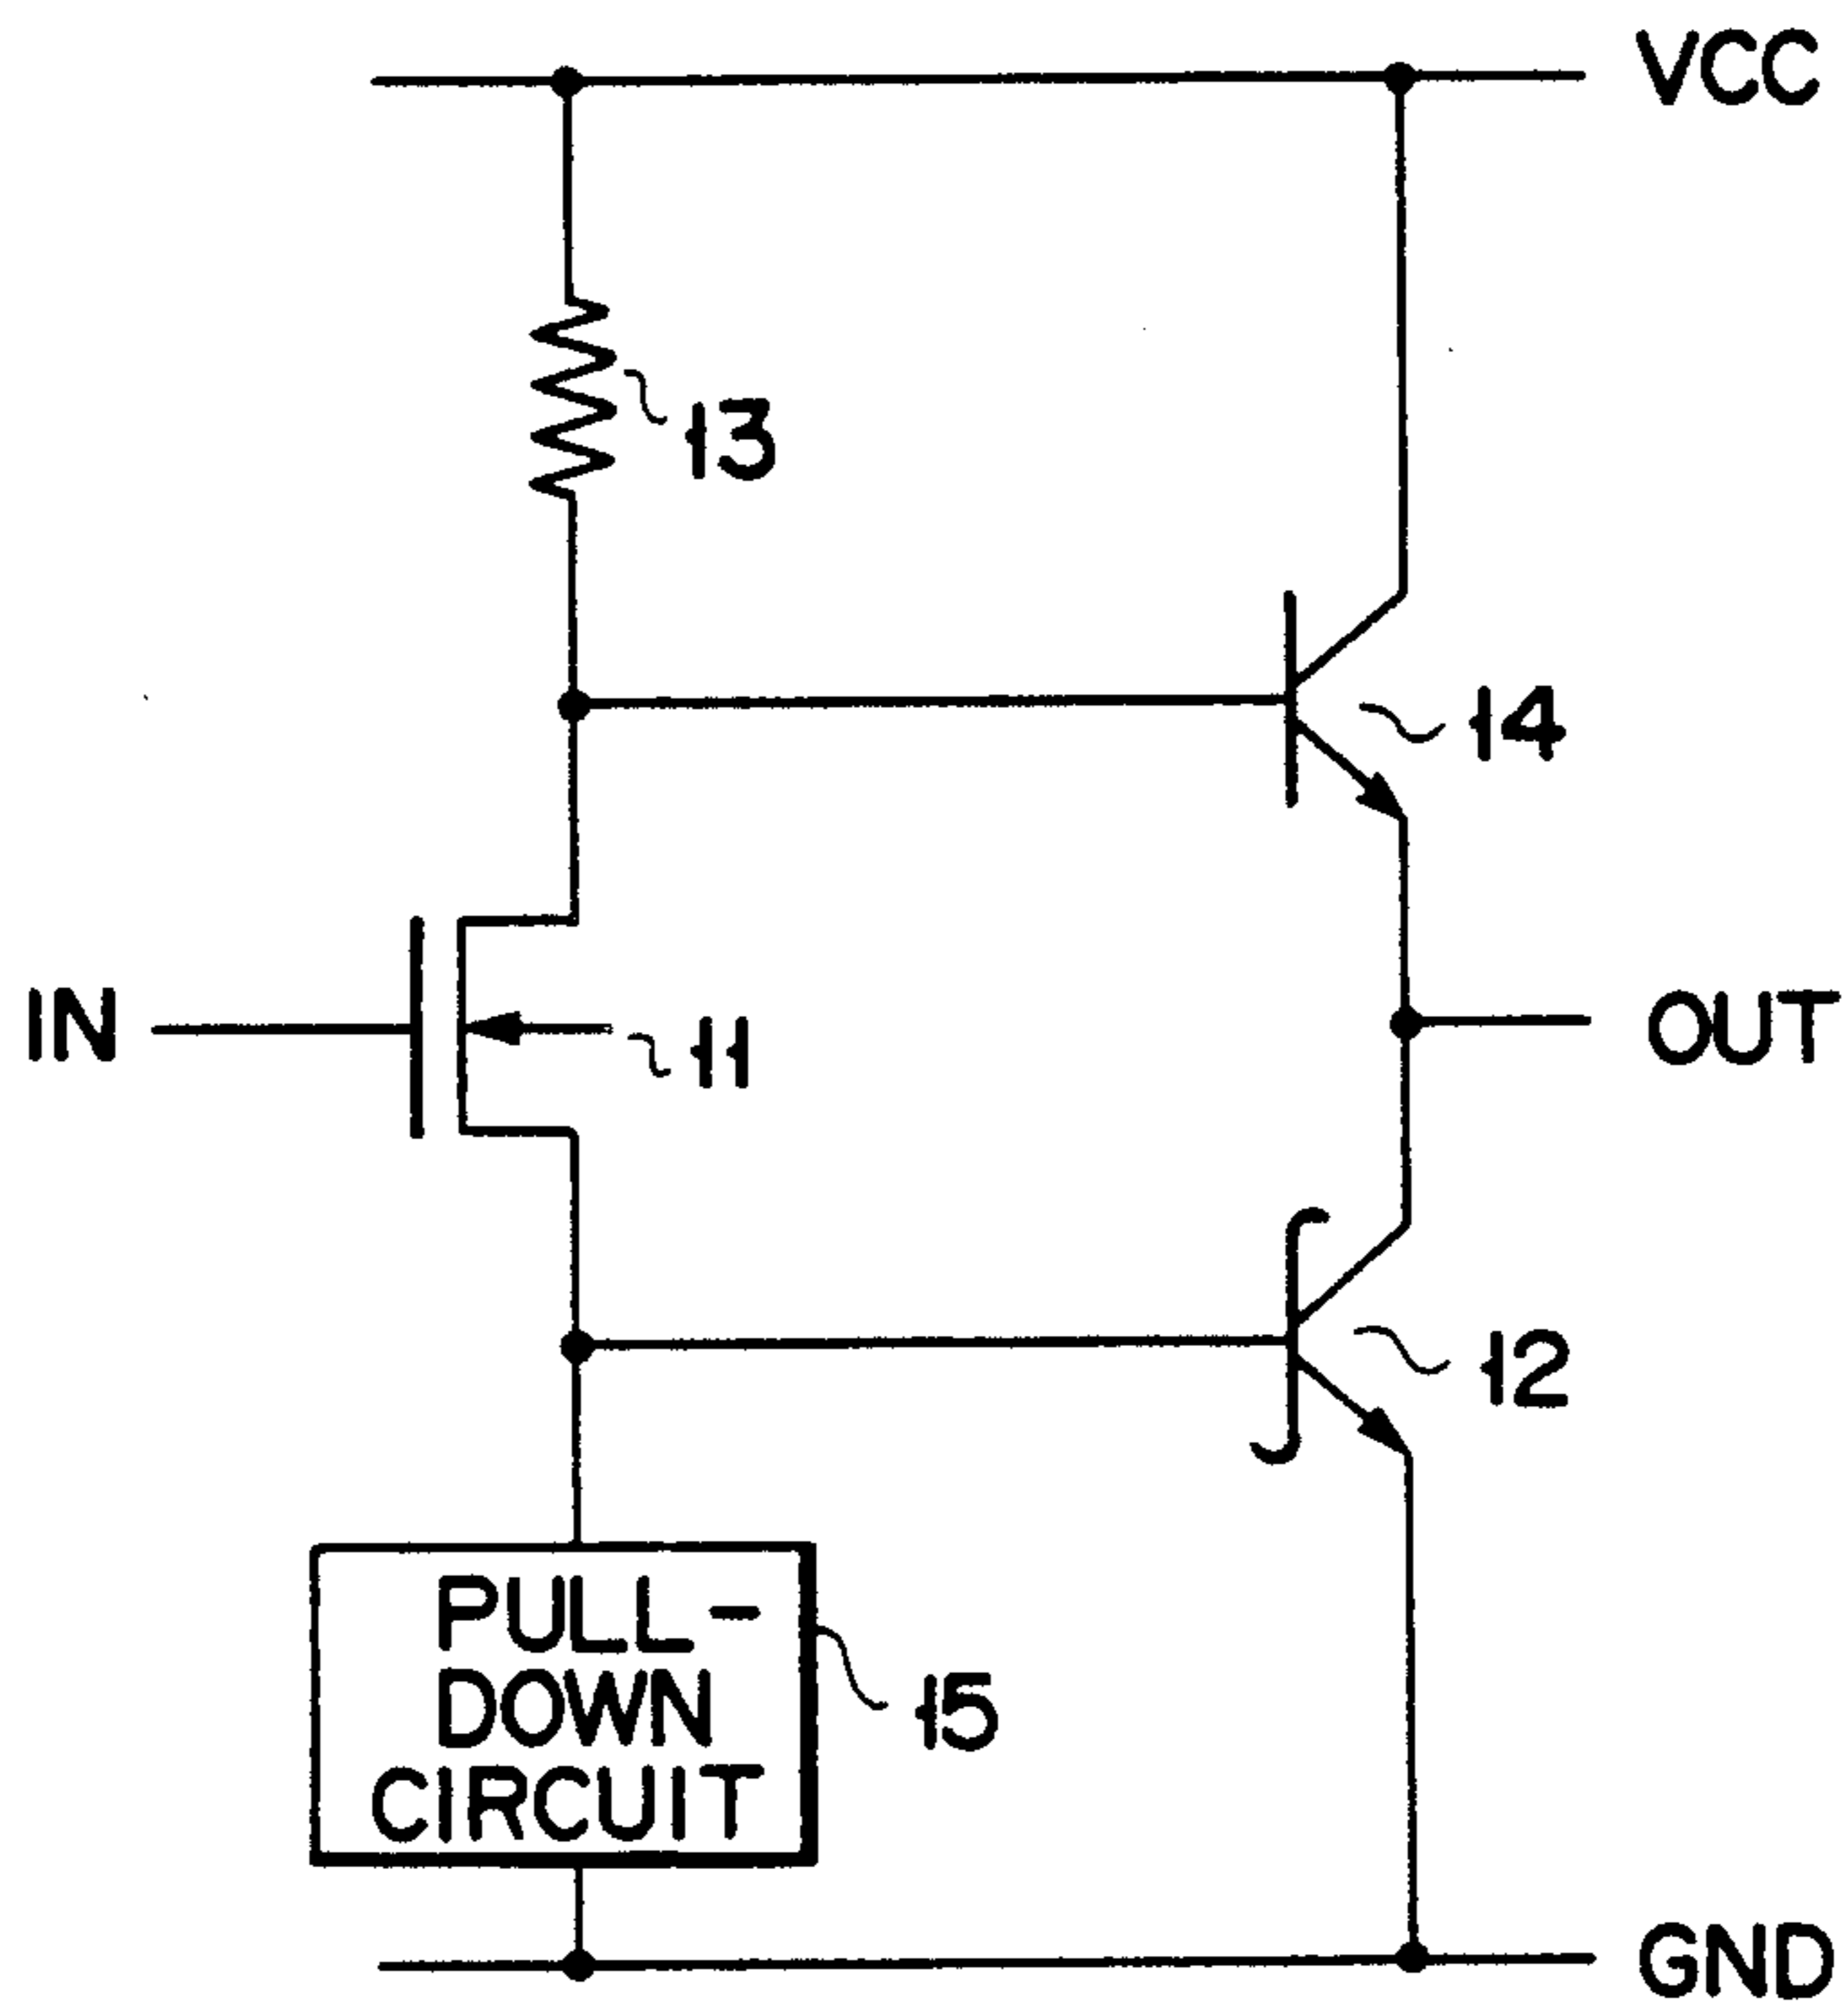 VCC
13
14
IN
11
OUT
12
PULL-
DOWN
CIRCUIT
15
GND